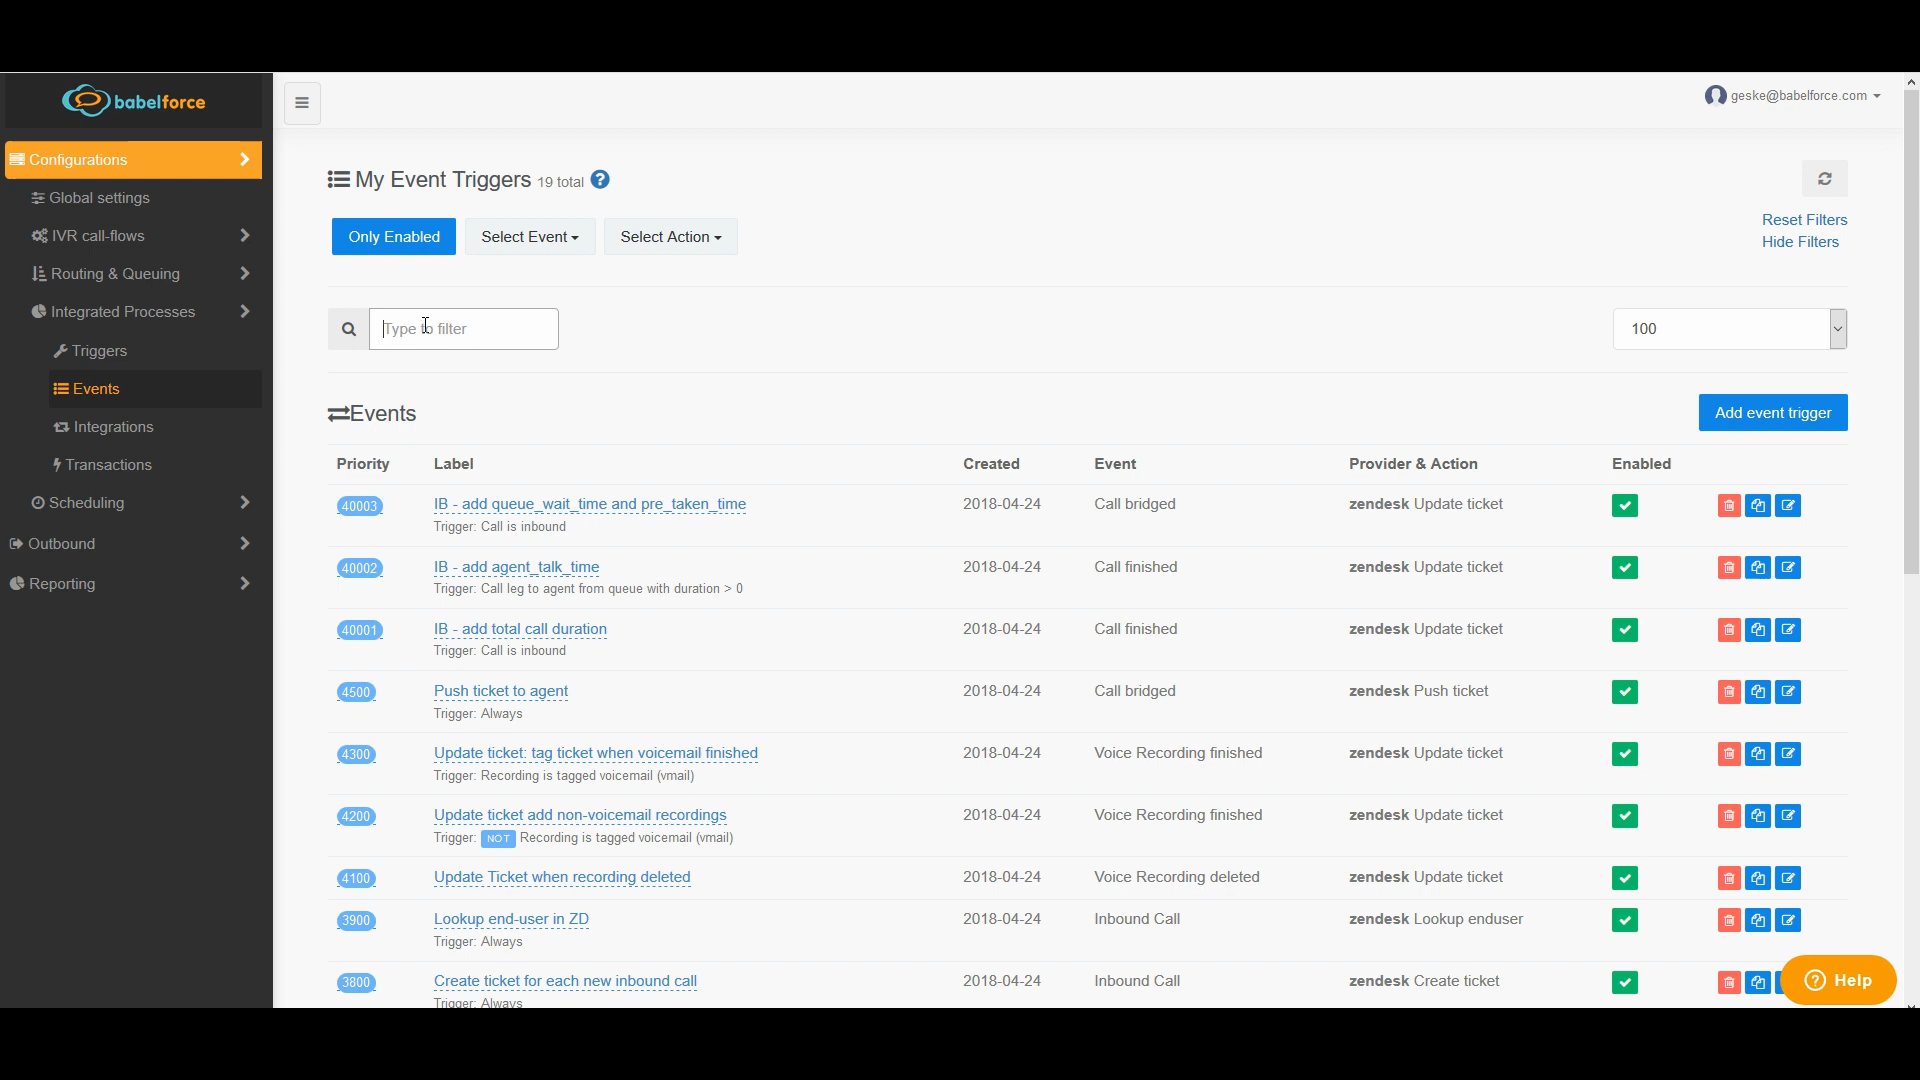 babelforce
geske@babelforce.com
Configurations
Global settings
IVR call-flows
Routing & Queuing
Integrated Processes
Triggers
Events
Integrations
Transactions
Scheduling
Outbound
Reporting
My Event Triggers 19 total ?
Only Enabled Select Event Select Action
Reset Filters
Hide Filters
Type to filter
100
Events
Add event trigger
Priority Label Created Event Provider & Action Enabled
40003 IB - add queue_wait_time and pre_taken_time 2018-04-24 Call bridged zendesk Update ticket
Trigger: Call is inbound
40002 IB - add agent_talk_time 2018-04-24 Call finished zendesk Update ticket
Trigger: Call leg to agent from queue with duration > 0
40001 IB - add total call duration 2018-04-24 Call finished zendesk Update ticket
Trigger: Call is inbound
4500 Push ticket to agent 2018-04-24 Call bridged zendesk Push ticket
Trigger: Always
4300 Update ticket: tag ticket when voicemail finished 2018-04-24 Voice Recording finished zendesk Update ticket
Trigger: Recording is tagged voicemail (vmail)
4200 Update ticket add non-voicemail recordings 2018-04-24 Voice Recording finished zendesk Update ticket
Trigger: NOT Recording is tagged voicemail (vmail)
4100 Update Ticket when recording deleted 2018-04-24 Voice Recording deleted zendesk Update ticket
3900 Lookup end-user in ZD 2018-04-24 Inbound Call zendesk Lookup enduser
Trigger: Always
3800 Create ticket for each new inbound call 2018-04-24 Inbound Call zendesk Create ticket
Trigger: Always
? Help